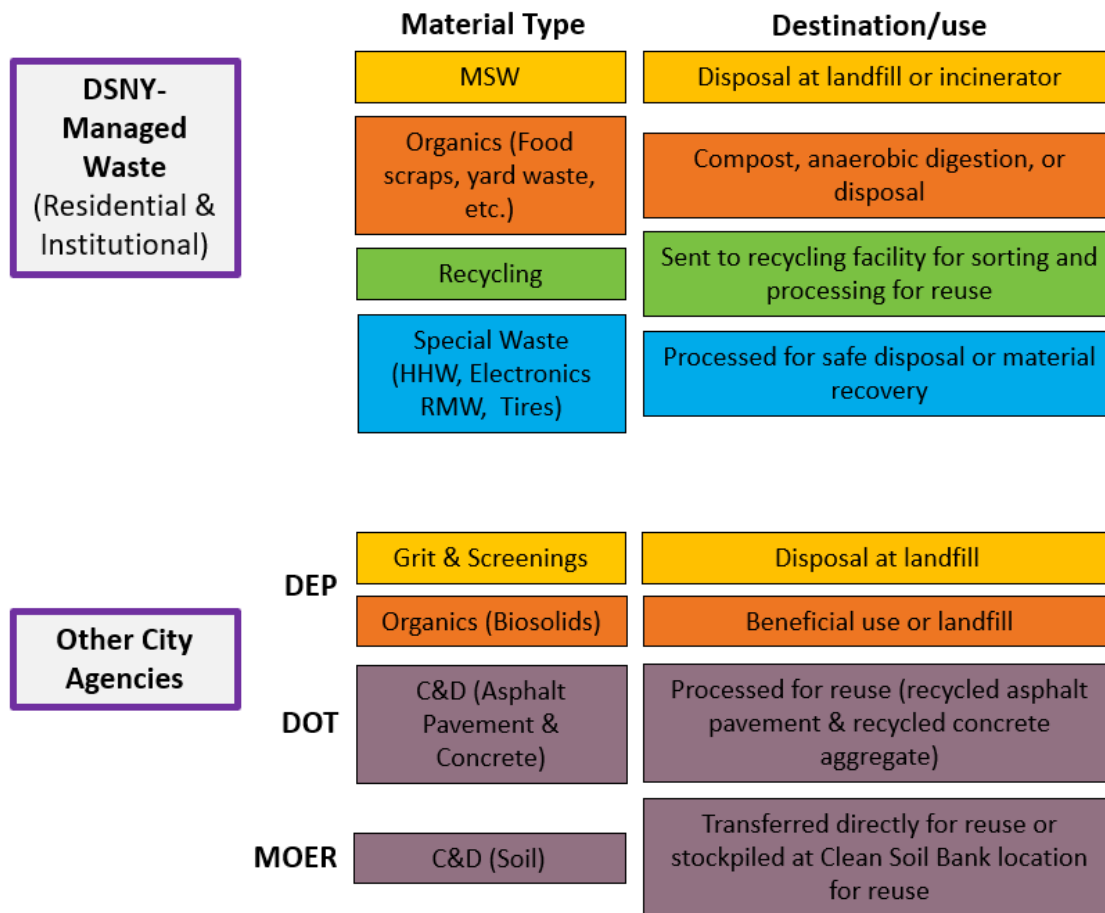 Material Type
Destination/use
DSNY-
Managed
Waste
(Residential &
Institutional)
MSW
Disposal at landfill or incinerator
Organics (Food
scraps, yard waste,
etc.)
Compost, anaerobic digestion, or
disposal
Recycling
Sent to recycling facility for sorting and
processing for reuse
Special Waste
(HHW, Electronics
RMW,  Tires)
Processed for safe disposal or material
recovery
Other City
Agencies
DEP
Grit & Screenings
Disposal at landfill
Organics (Biosolids)
Beneficial use or landfill
DOT
C&D (Asphalt
Pavement &
Concrete)
Processed for reuse (recycled asphalt
pavement & recycled concrete
aggregate)
MOER
C&D (Soil)
Transferred directly for reuse or
stockpiled at Clean Soil Bank location
for reuse